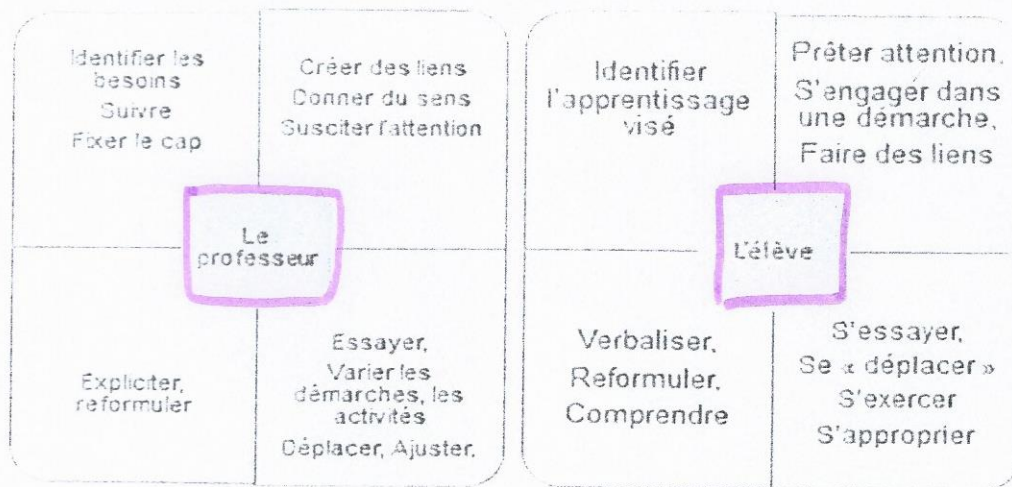 Identifier les
besoins
Suivre
Fixer le cap
Créer des liens
Donner du sens
Susciter l'attention
Le
professeur
Expliciter,
reformuler
Essayer,
Varier les
démarches, les
activités
Déplacer, Ajuster.
Identifier
l'apprentissage
visé
Prêter attention,
S'engager dans
une démarche,
Faire des liens
L'élève
Verbaliser,
Reformuler,
Comprendre
S'essayer,
Se « déplacer »
S'exercer
S'approprier